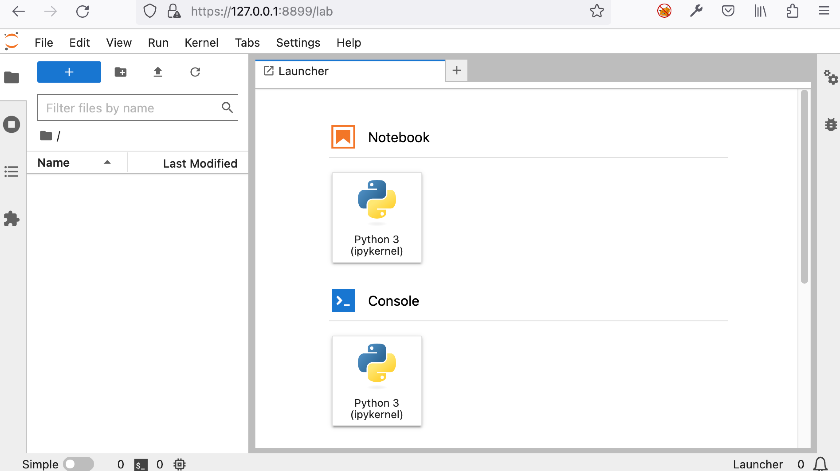 https://127.0.0.1:8899/lab
File Edit View Run Kernel Tabs Settings Help
+
Launcher
+
Filter files by name
/
Name Last Modified
Notebook
Python 3
(ipykernel)
Console
Python 3
(ipykernel)
Simple 0 $_ 0 Launcher 0